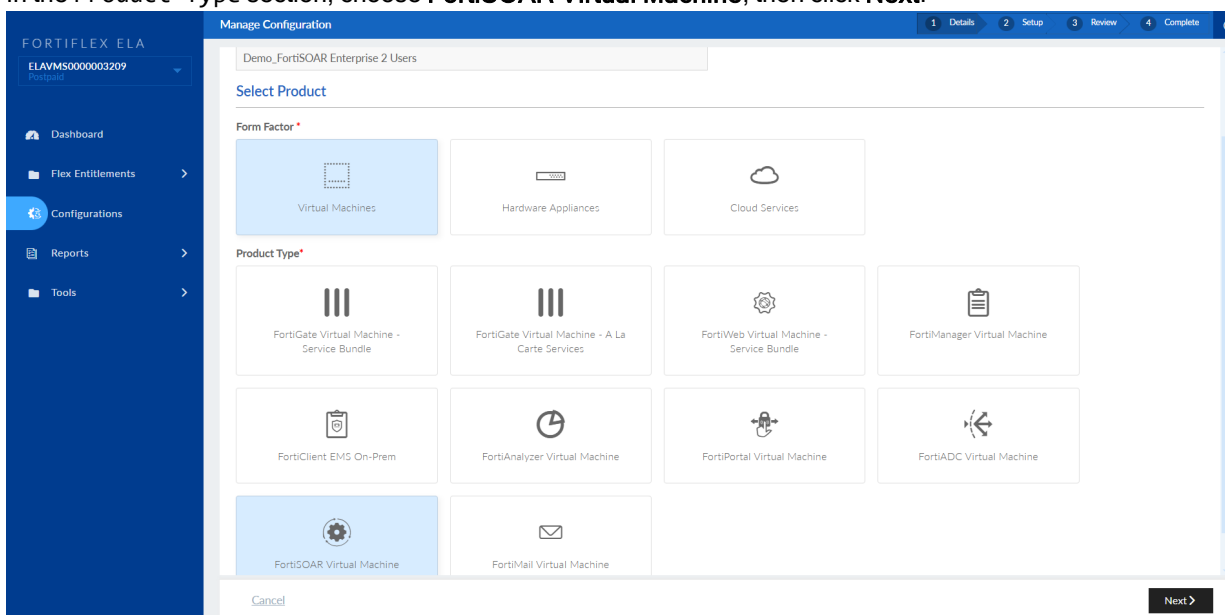 In the Product Type section, choose FortiSOAR Virtual Machine, then click Next.
Manage Configuration
1 Details
2 Setup
3 Review
4 Complete
FORTIFLEX ELA
ELAVMS0000003209
Postpaid
Dashboard
Flex Entitlements
Configurations
Reports
Tools
Demo_FortiSOAR Enterprise 2 Users
Select Product
Form Factor *
Virtual Machines
Hardware Appliances
Cloud Services
Product Type*
FortiGate Virtual Machine -
Service Bundle
FortiGate Virtual Machine - A La
Carte Services
FortiWeb Virtual Machine -
Service Bundle
FortiManager Virtual Machine
FortiClient EMS On-Prem
FortiAnalyzer Virtual Machine
FortiPortal Virtual Machine
FortiADC Virtual Machine
FortiSOAR Virtual Machine
FortiMail Virtual Machine
Cancel
Next